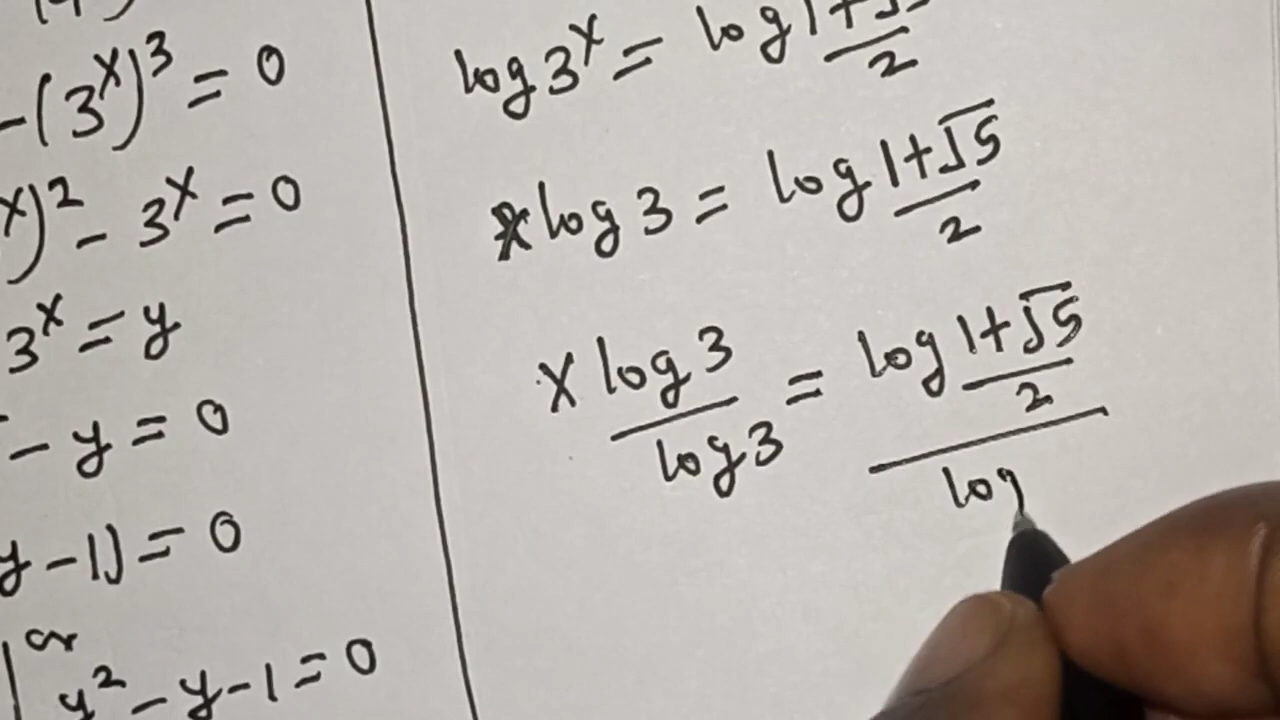 -(3^x)^3 = 0
x)^2 - 3^x = 0
3^x = y
- y = 0
y - 1) = 0
or
y^2 - y - 1 = 0
log 3^x = log 1+√5/2
x log 3 = log 1+√5/2
x log 3/log 3 = log 1+√5/2/log